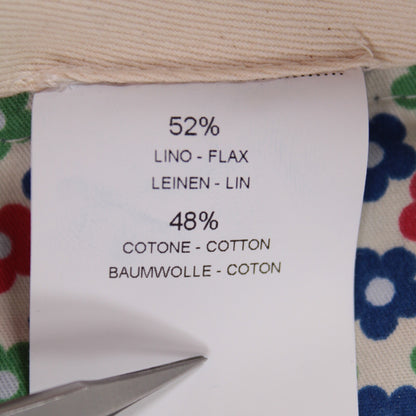 52%
LINO - FLAX
LEINEN - LIN
48%
COTONE - COTTON
BAUMWOLLE - COTON